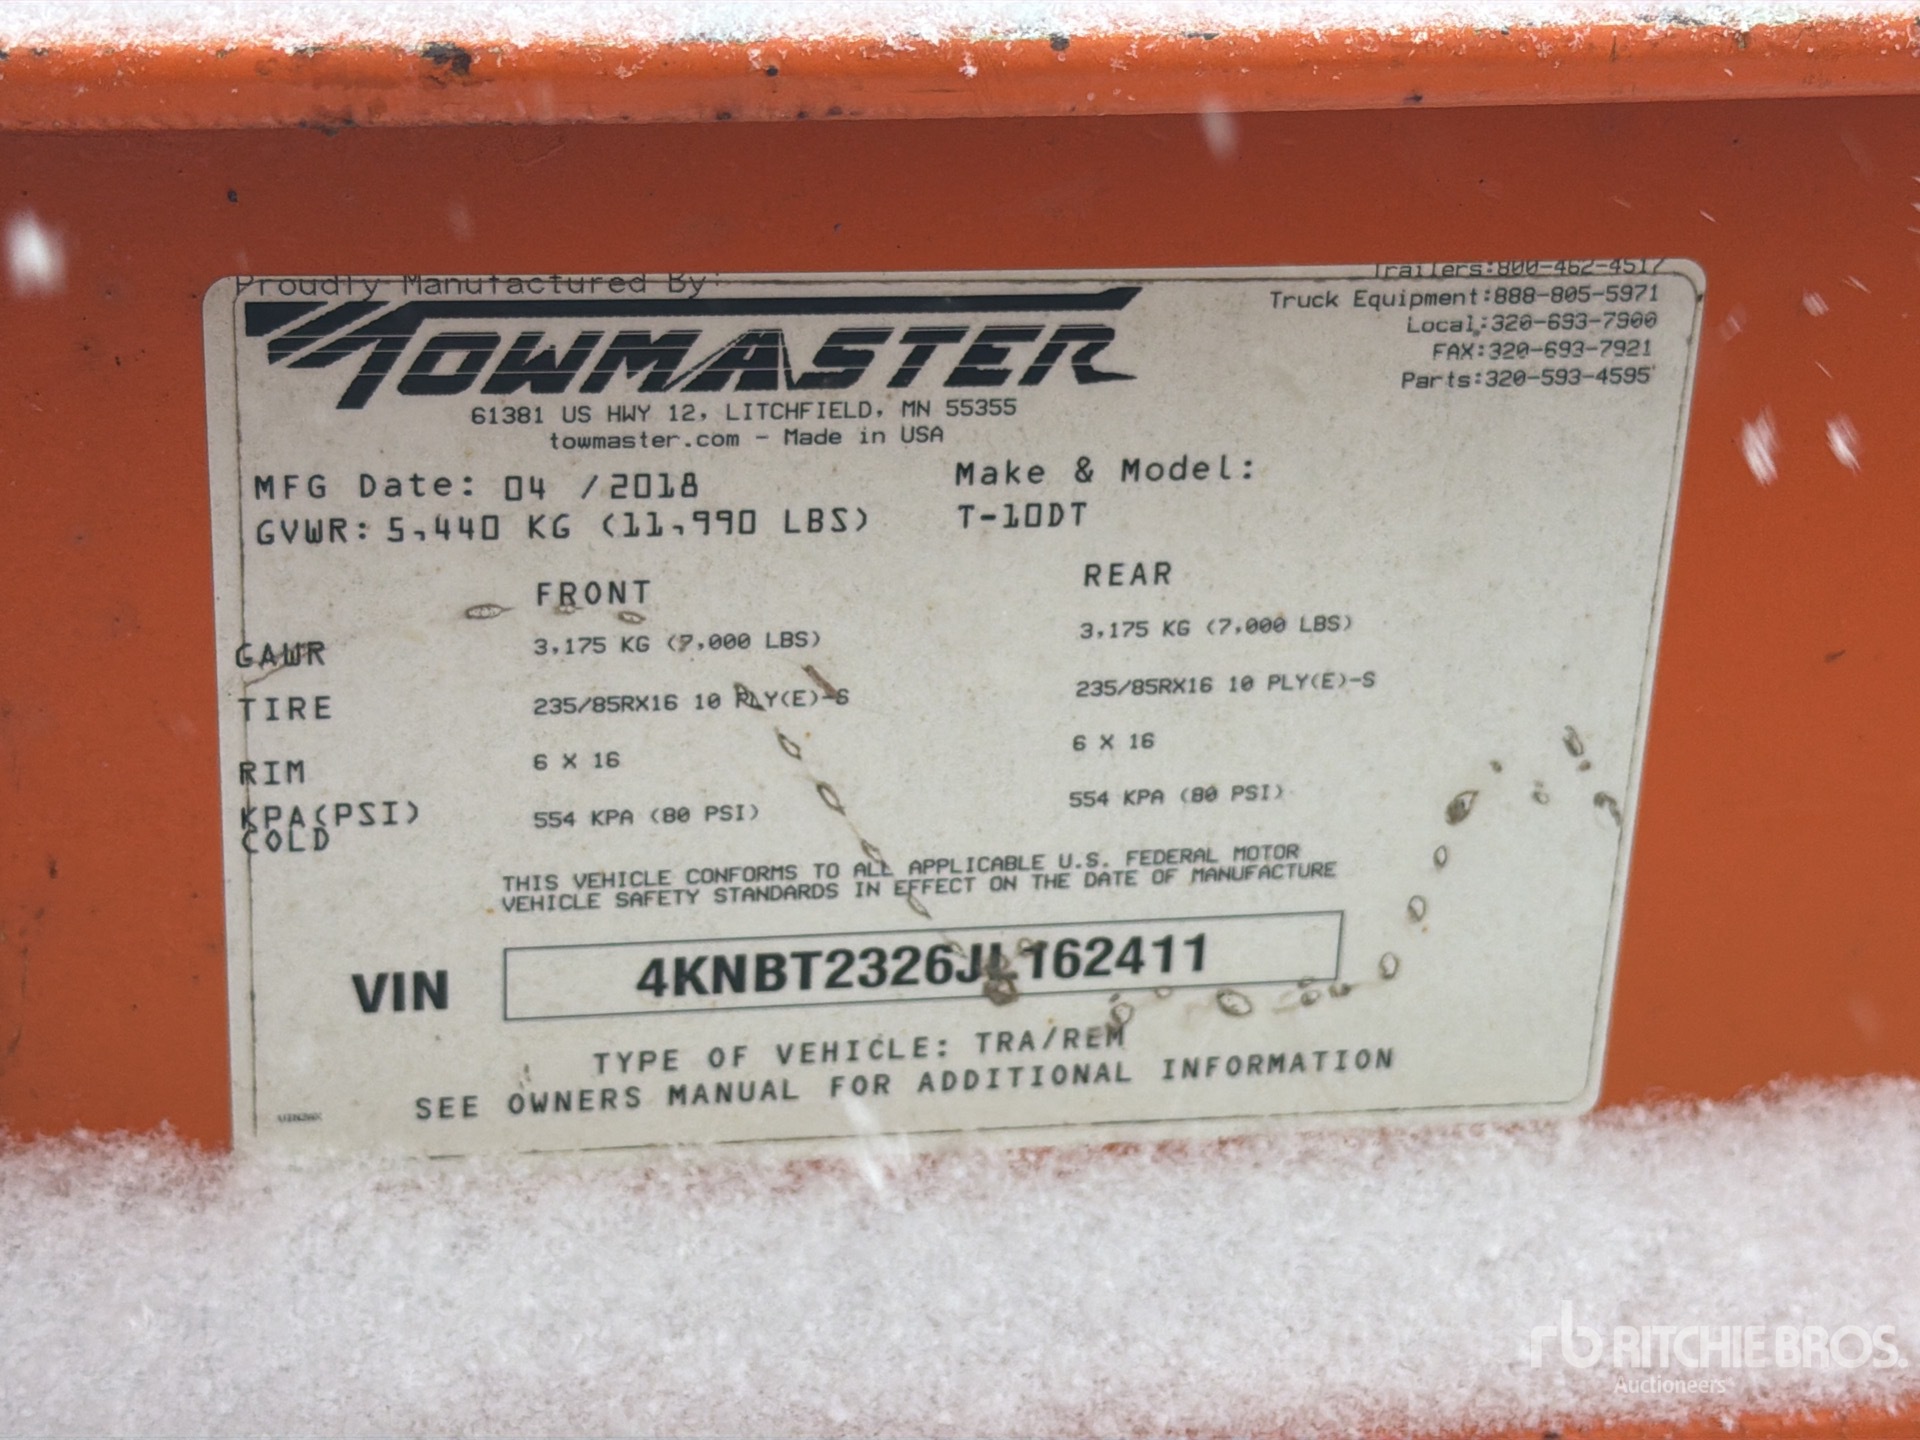 Proudly Manufactured By:
TOWMASTER
61381 US HWY 12, LITCHFIELD, MN 55355
towmaster.com - Made in USA
Trailers:800-462-4517
Truck Equipment:888-805-5971
Local:320-693-7900
FAX:320-693-7921
Parts:320-593-4595
MFG Date: 04 /2018
Make & Model:
GVWR: 5,440 KG (11,990 LBS)
T-10DT
FRONT REAR
GAWR 3,175 KG (7,000 LBS) 3,175 KG (7,000 LBS)
TIRE 235/85RX16 10 PLY(E)-S 235/85RX16 10 PLY(E)-S
RIM 6 X 16 6 X 16
KPA(PSI) 554 KPA (80 PSI) 554 KPA (80 PSI)
COLD
THIS VEHICLE CONFORMS TO ALL APPLICABLE U.S. FEDERAL MOTOR
VEHICLE SAFETY STANDARDS IN EFFECT ON THE DATE OF MANUFACTURE
VIN 4KNBT2326JL162411
TYPE OF VEHICLE: TRA/REM
SEE OWNERS MANUAL FOR ADDITIONAL INFORMATION
rb RITCHIE BROS.
Auctioneers